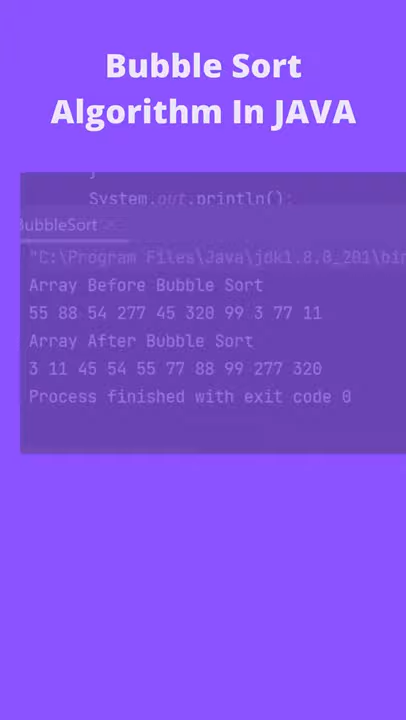 Bubble Sort
Algorithm In JAVA
}
System.out.println();
BubbleSort ×
"C:\Program Files\Java\jdk1.8.0_201\bin
Array Before Bubble Sort
55 88 54 277 45 320 99 3 77 11
Array After Bubble Sort
3 11 45 54 55 77 88 99 277 320
Process finished with exit code 0